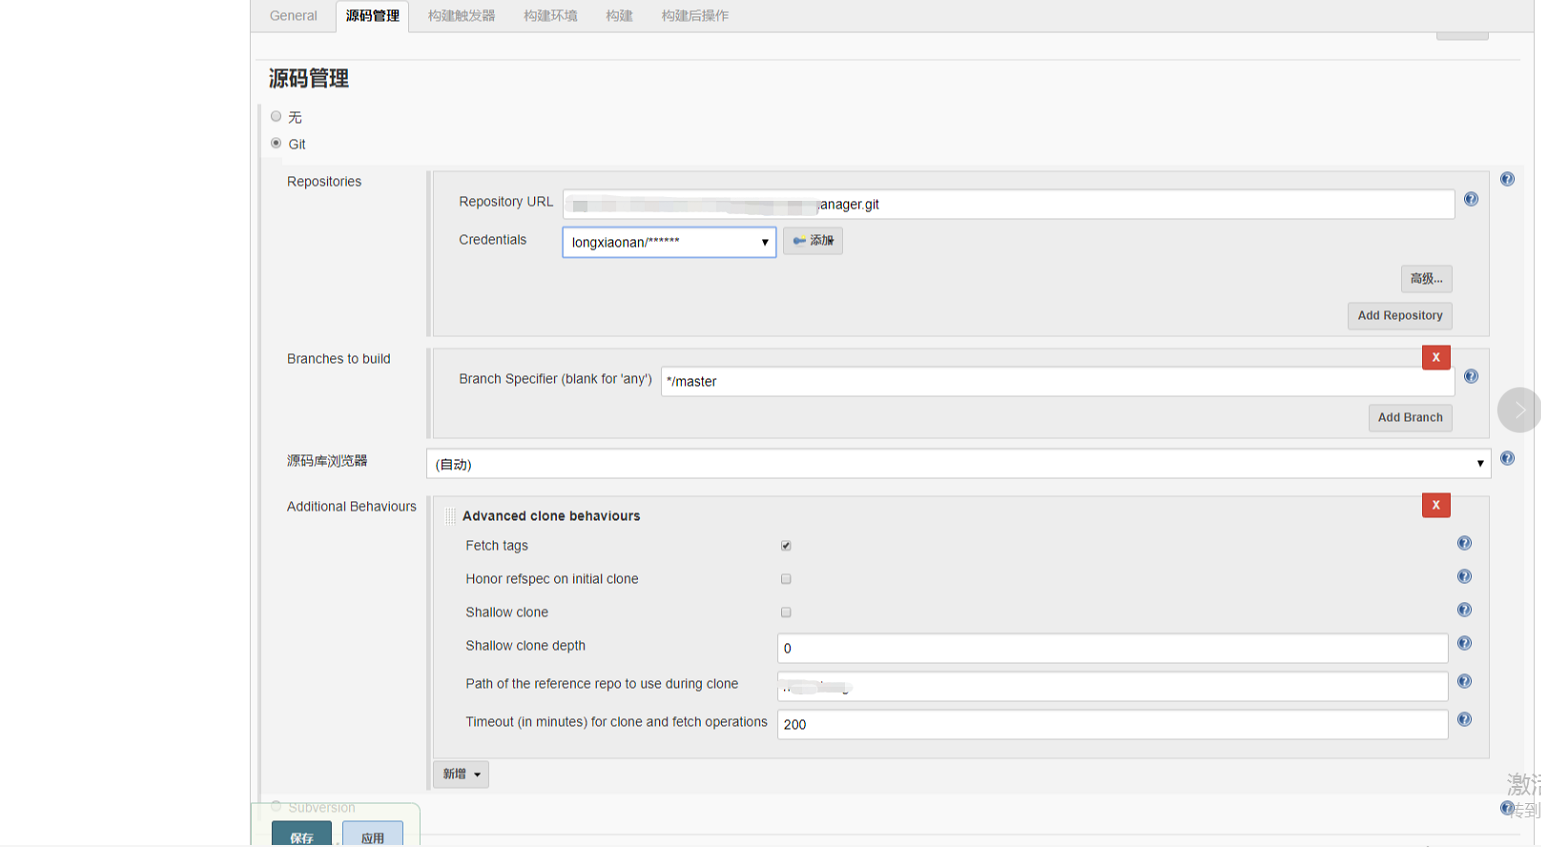 General 源码管理 构建触发器 构建环境 构建 构建后操作
源码管理
无
Git
Repositories
Repository URL anager.git
Credentials longxiaonan/****** 添加
高级...
Add Repository
Branches to build
X
Branch Specifier (blank for 'any') */master
Add Branch
源码库浏览器 (自动)
Additional Behaviours
X
Advanced clone behaviours
Fetch tags
Honor refspec on initial clone
Shallow clone
Shallow clone depth 0
Path of the reference repo to use during clone
Timeout (in minutes) for clone and fetch operations 200
新增
激活
Subversion
转到
保存 应用